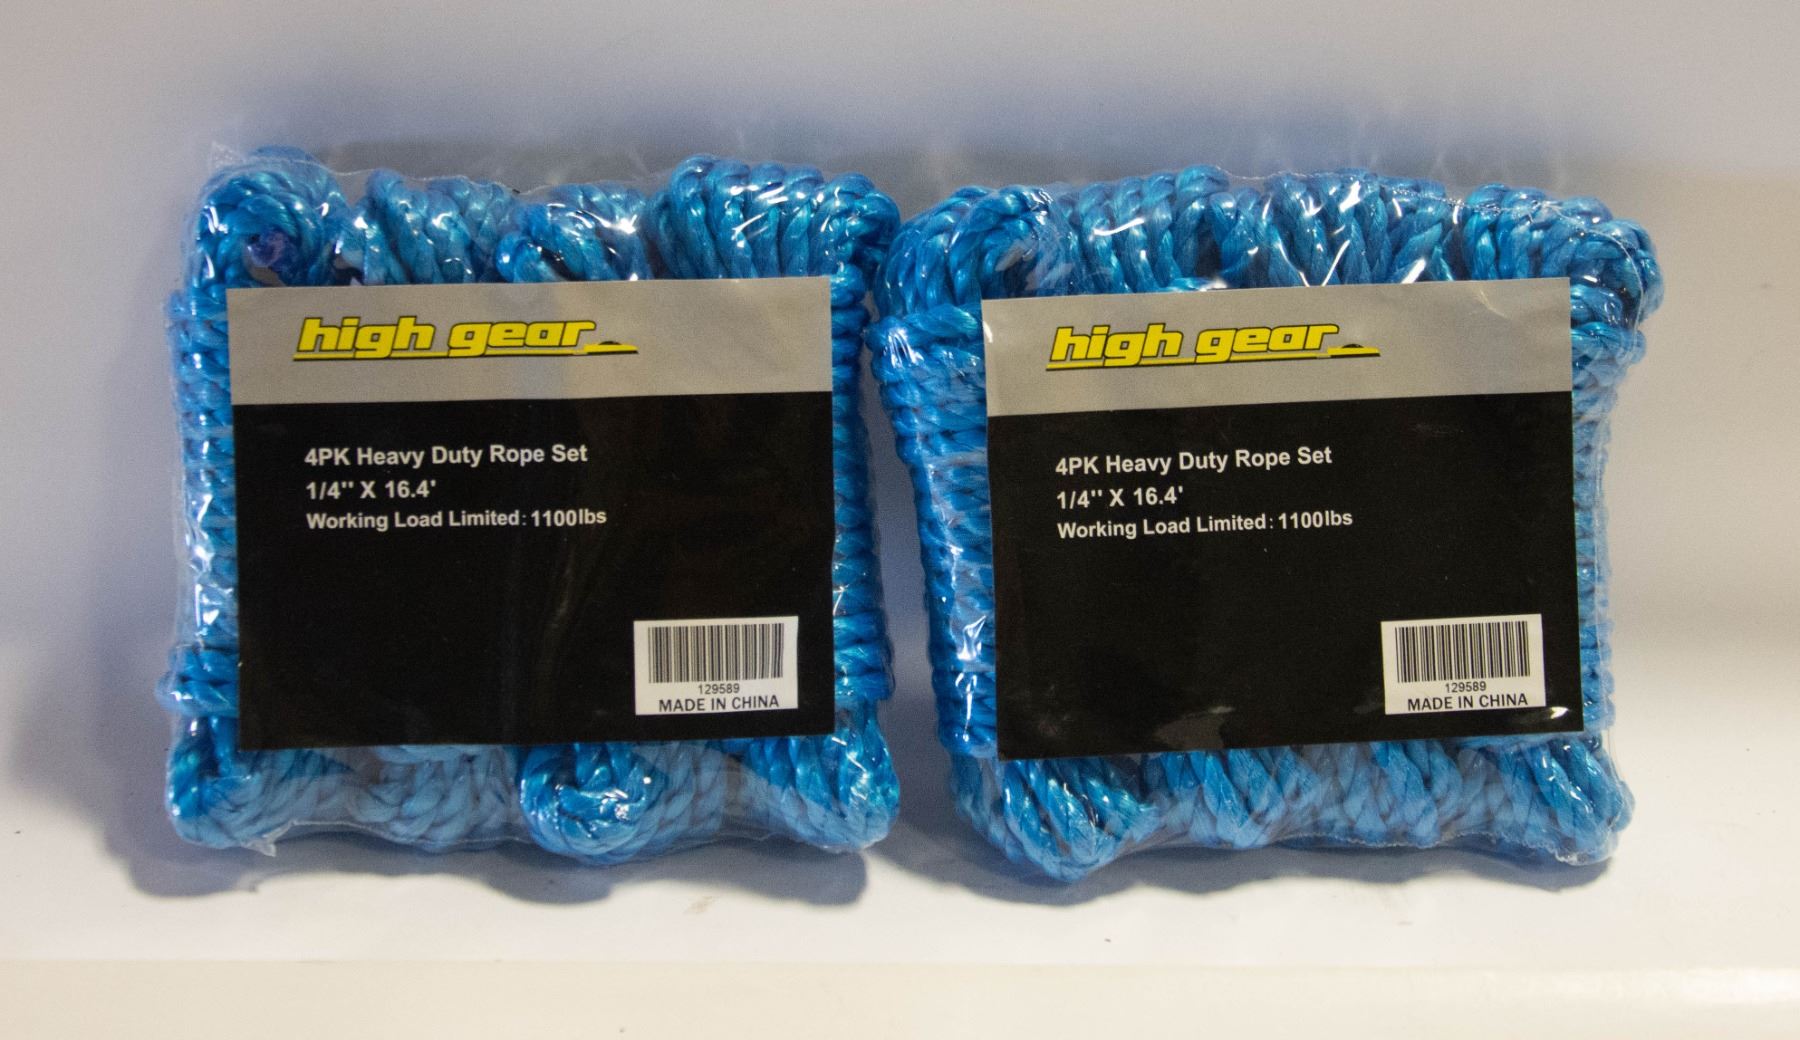 high gear
4PK Heavy Duty Rope Set
1/4'' X 16.4'
Working Load Limited: 1100lbs
129589
MADE IN CHINA
high gear
4PK Heavy Duty Rope Set
1/4'' X 16.4'
Working Load Limited: 1100lbs
129589
MADE IN CHINA